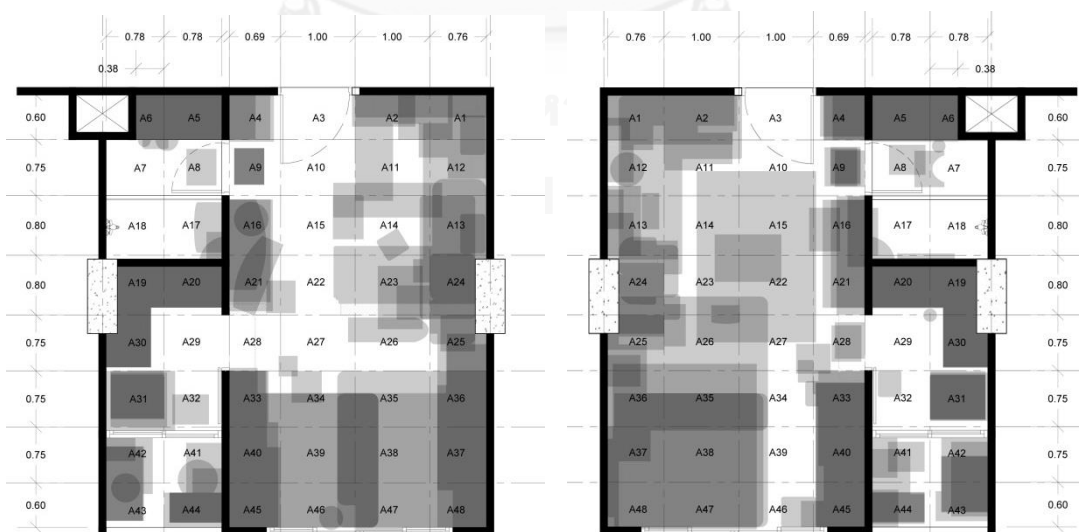 0.78 0.78 0.69 1.00 1.00 0.76 0.76 1.00 1.00 0.69 0.78 0.78
0.38 0.38
0.60 A6 A5 A4 A3 A2 A1 A1 A2 A3 A4 A5 A6 0.60
0.75 A7 A8 A9 A10 A11 A12 A12 A11 A10 A9 A8 A7 0.75
0.80 A18 A17 A16 A15 A14 A13 A13 A14 A15 A16 A17 A18 0.80
0.80 A19 A20 A21 A22 A23 A24 A24 A23 A22 A21 A20 A19 0.80
0.75 A30 A29 A28 A27 A26 A25 A25 A26 A27 A28 A29 A30 0.75
0.75 A31 A32 A33 A34 A35 A36 A36 A35 A34 A33 A32 A31 0.75
0.75 A42 A41 A40 A39 A38 A37 A37 A38 A39 A40 A41 A42 0.75
0.60 A43 A44 A45 A46 A47 A48 A48 A47 A46 A45 A44 A43 0.60